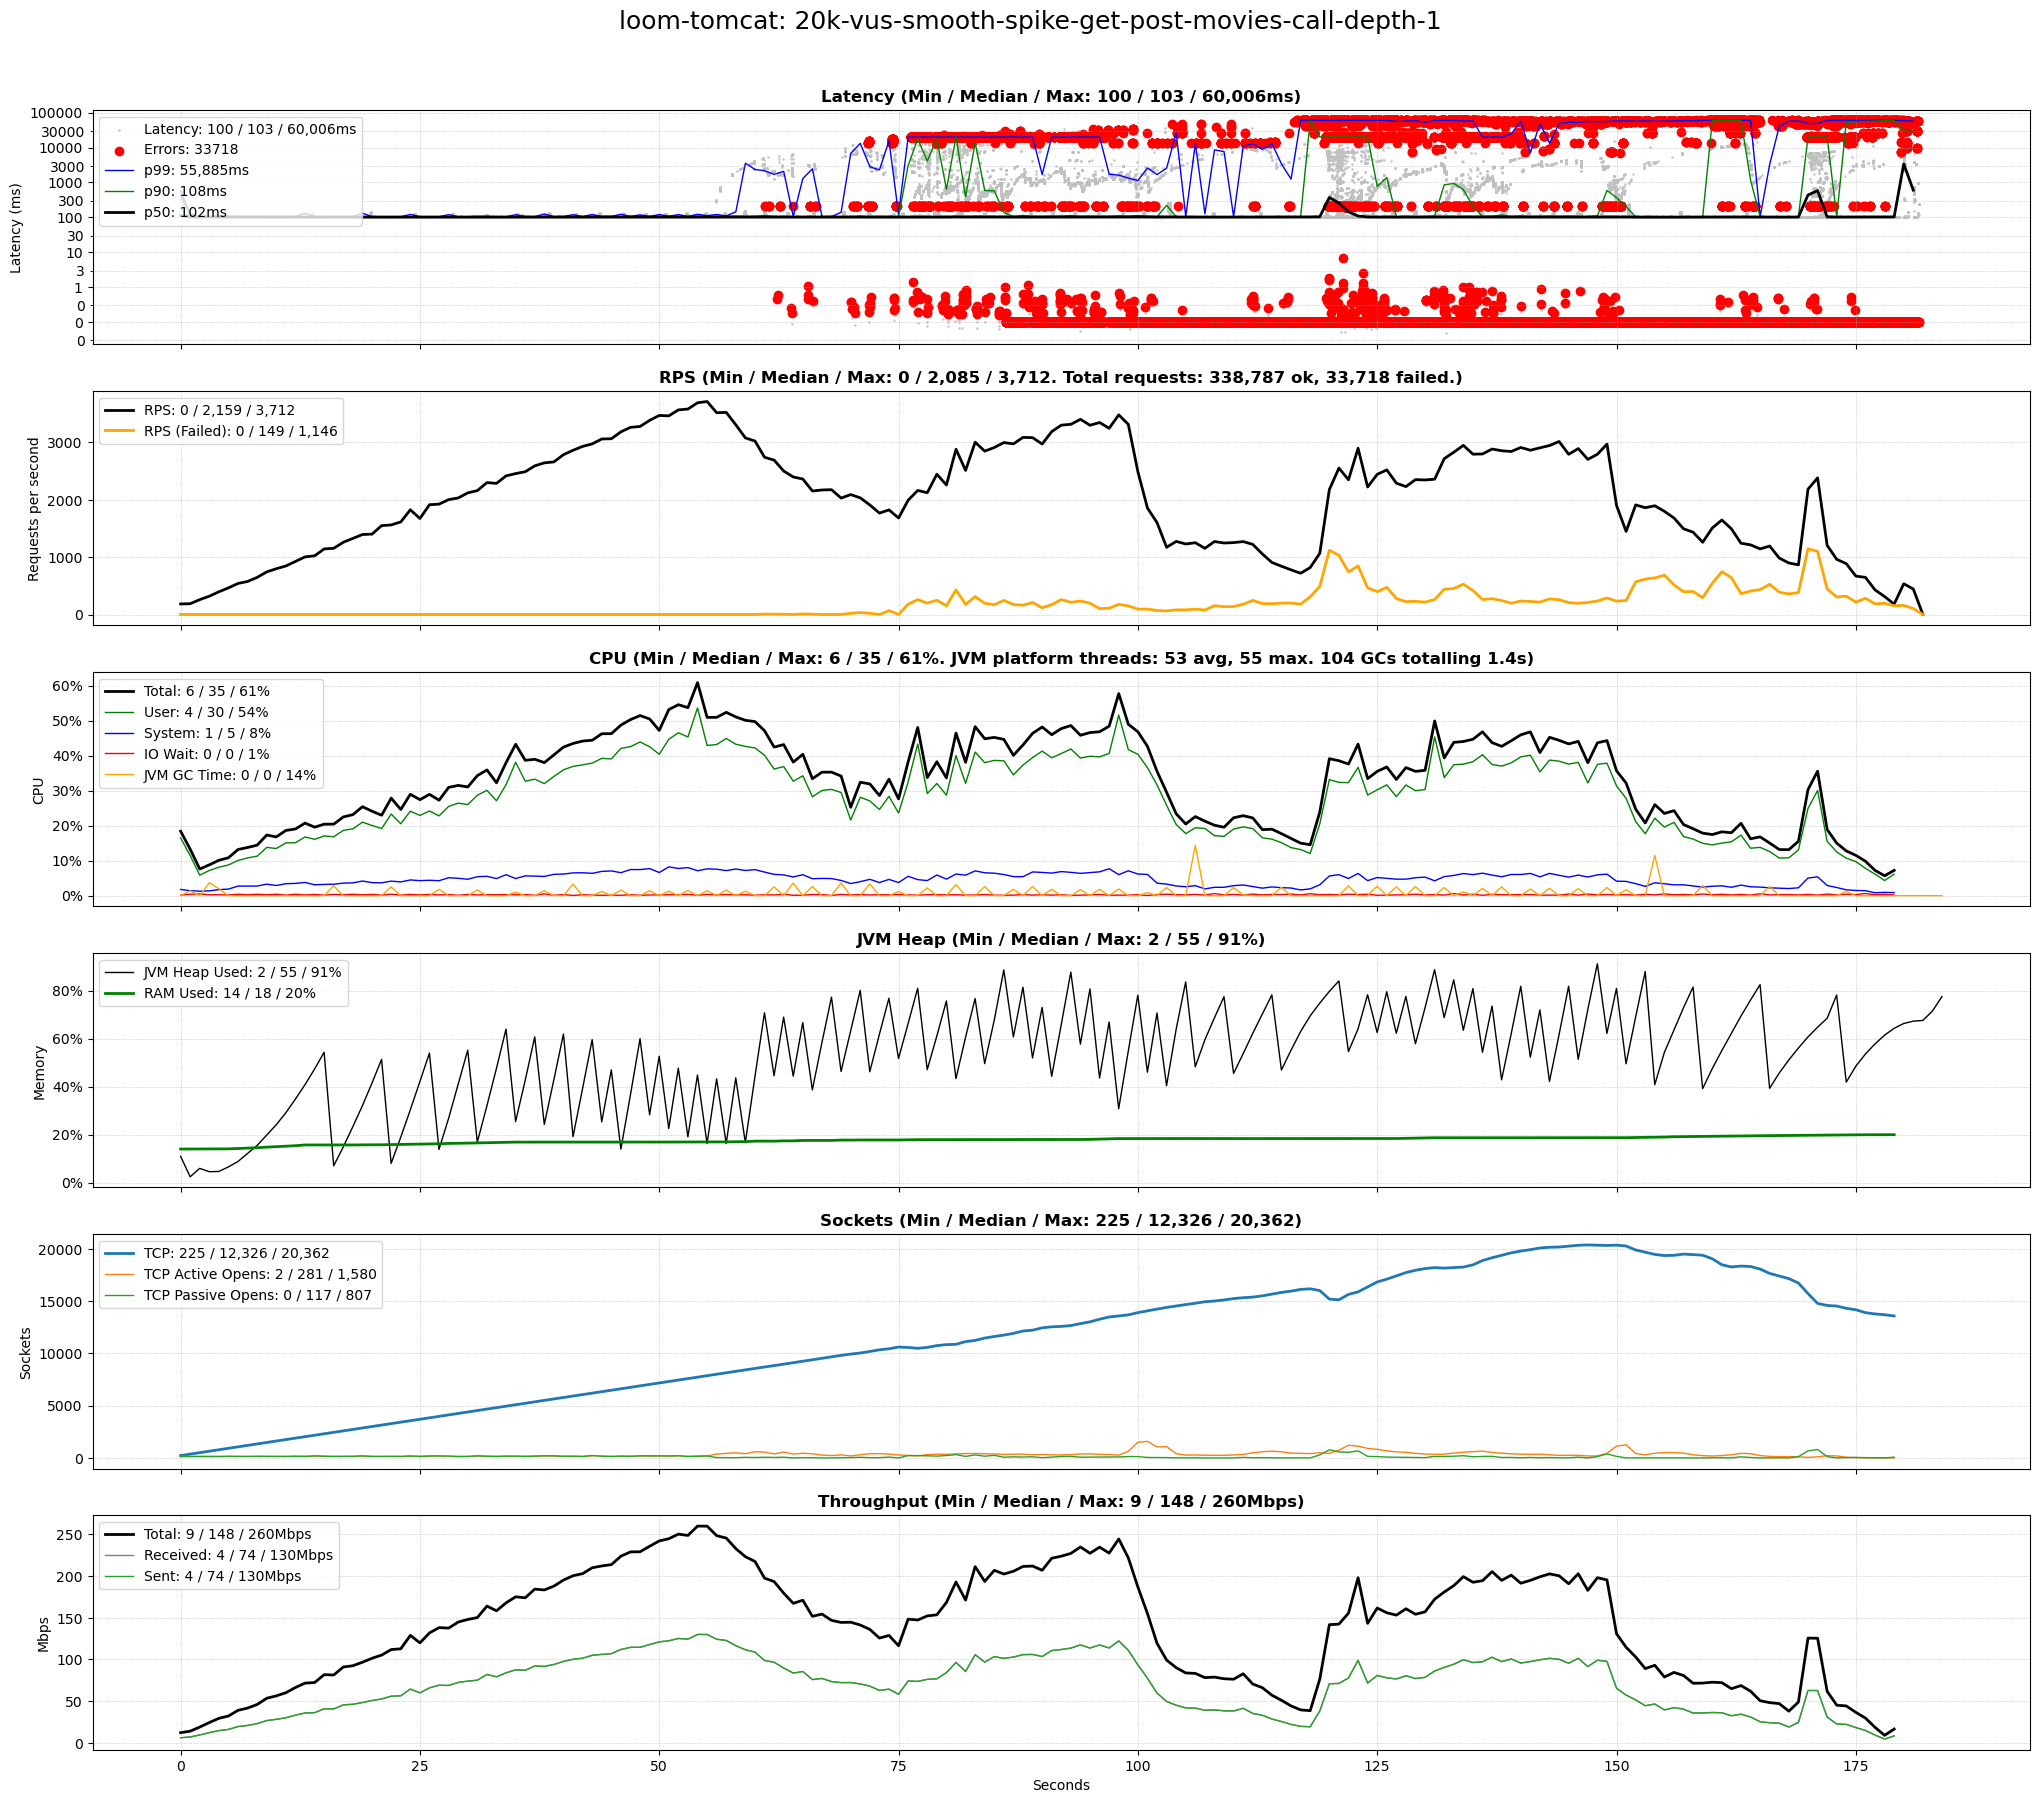 loom-tomcat: 20k-vus-smooth-spike-get-post-movies-call-depth-1
Latency (Min / Median / Max: 100 / 103 / 60,006ms)
Latency (ms)
100000
30000
10000
3000
1000
300
100
30
10
3
1
0
0
0
Latency: 100 / 103 / 60,006ms
Errors: 33718
p99: 55,885ms
p90: 108ms
p50: 102ms
RPS (Min / Median / Max: 0 / 2,085 / 3,712. Total requests: 338,787 ok, 33,718 failed.)
Requests per second
3000
2000
1000
0
RPS: 0 / 2,159 / 3,712
RPS (Failed): 0 / 149 / 1,146
CPU (Min / Median / Max: 6 / 35 / 61%. JVM platform threads: 53 avg, 55 max. 104 GCs totalling 1.4s)
CPU
60%
50%
40%
30%
20%
10%
0%
Total: 6 / 35 / 61%
User: 4 / 30 / 54%
System: 1 / 5 / 8%
IO Wait: 0 / 0 / 1%
JVM GC Time: 0 / 0 / 14%
JVM Heap (Min / Median / Max: 2 / 55 / 91%)
Memory
80%
60%
40%
20%
0%
JVM Heap Used: 2 / 55 / 91%
RAM Used: 14 / 18 / 20%
Sockets (Min / Median / Max: 225 / 12,326 / 20,362)
Sockets
20000
15000
10000
5000
0
TCP: 225 / 12,326 / 20,362
TCP Active Opens: 2 / 281 / 1,580
TCP Passive Opens: 0 / 117 / 807
Throughput (Min / Median / Max: 9 / 148 / 260Mbps)
Mbps
250
200
150
100
50
0
Total: 9 / 148 / 260Mbps
Received: 4 / 74 / 130Mbps
Sent: 4 / 74 / 130Mbps
0 25 50 75 100 125 150 175
Seconds